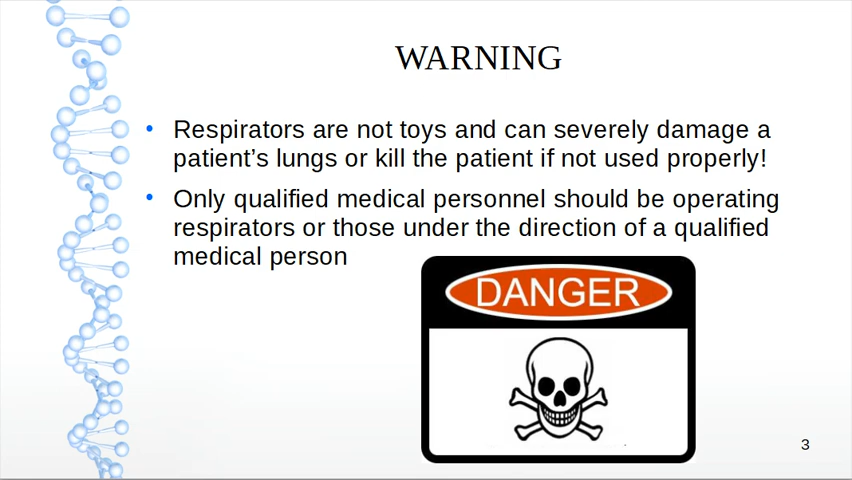 WARNING
• Respirators are not toys and can severely damage a
patient’s lungs or kill the patient if not used properly!
• Only qualified medical personnel should be operating
respirators or those under the direction of a qualified
medical person
DANGER
3